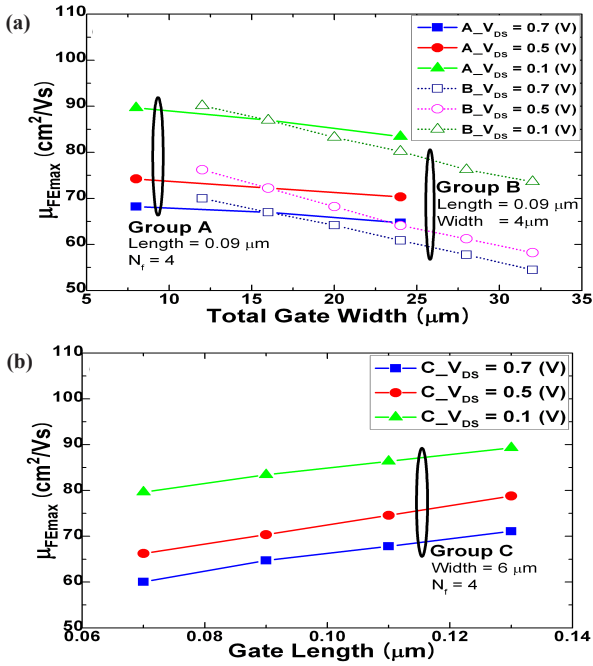 (a)
110
100
90
80
70
60
50
μFEmax (cm²/Vs)
A_VDS = 0.7 (V)
A_VDS = 0.5 (V)
A_VDS = 0.1 (V)
B_VDS = 0.7 (V)
B_VDS = 0.5 (V)
B_VDS = 0.1 (V)
Group A
Length = 0.09 μm
Nf = 4
Group B
Length = 0.09 μm
Width = 4μm
5 10 15 20 25 30 35
Total Gate Width (μm)
(b)
110
100
90
80
70
60
50
μFEmax (cm²/Vs)
C_VDS = 0.7 (V)
C_VDS = 0.5 (V)
C_VDS = 0.1 (V)
Group C
Width = 6 μm
Nf = 4
0.06 0.08 0.10 0.12 0.14
Gate Length (μm)